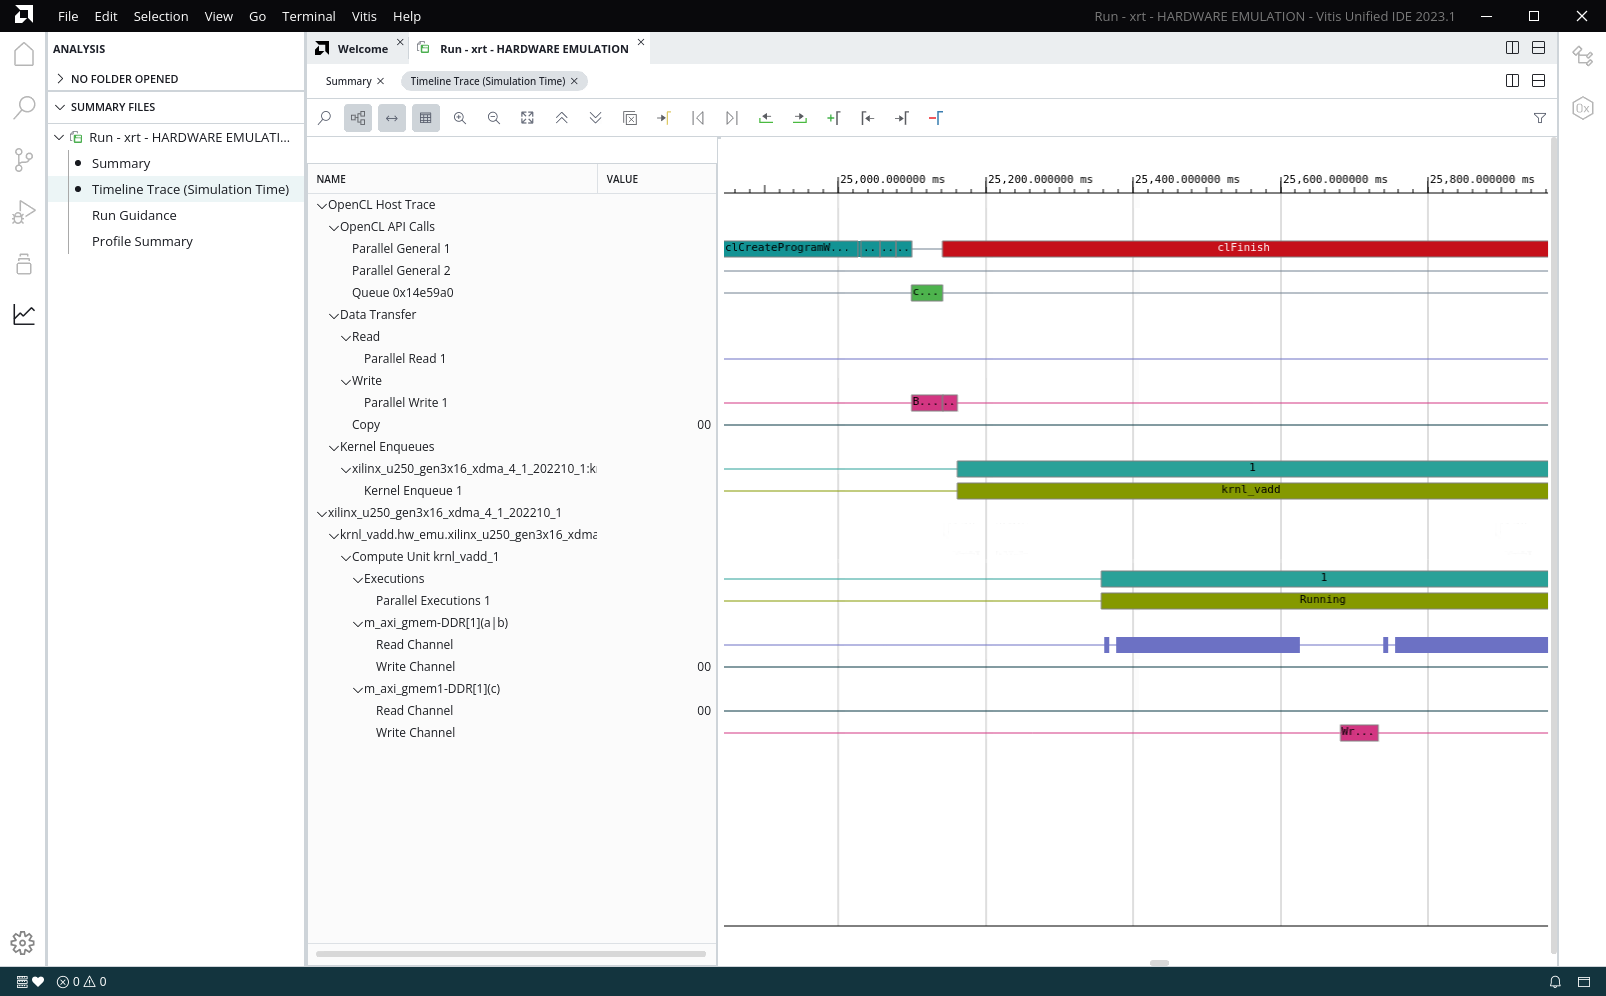 File Edit Selection View Go Terminal Vitis Help
Run - xrt - HARDWARE EMULATION - Vitis Unified IDE 2023.1
ANALYSIS
NO FOLDER OPENED
SUMMARY FILES
Run - xrt - HARDWARE EMULATI...
Summary
Timeline Trace (Simulation Time)
Run Guidance
Profile Summary
Welcome
Run - xrt - HARDWARE EMULATION
Summary
Timeline Trace (Simulation Time)
0x
NAME VALUE
25,000.000000 ms 25,200.000000 ms 25,400.000000 ms 25,600.000000 ms 25,800.000000 ms
OpenCL Host Trace
OpenCL API Calls
Parallel General 1 clCreateProgramW... .. .. .. clFinish
Parallel General 2
Queue 0x14e59a0 c...
Data Transfer
Read
Parallel Read 1
Write
Parallel Write 1 B... ..
Copy 00
Kernel Enqueues
xilinx_u250_gen3x16_xdma_4_1_202210_1: 1
Kernel Enqueue 1 krnl_vadd
xilinx_u250_gen3x16_xdma_4_1_202210_1
krnl_vadd.hw_emu.xilinx_u250_gen3x16_xdma
Compute Unit krnl_vadd_1
Executions 1
Parallel Executions 1 Running
m_axi_gmem-DDR[1](a|b)
Read Channel
Write Channel 00
m_axi_gmem1-DDR[1](c)
Read Channel 00
Write Channel Wr...
0 0